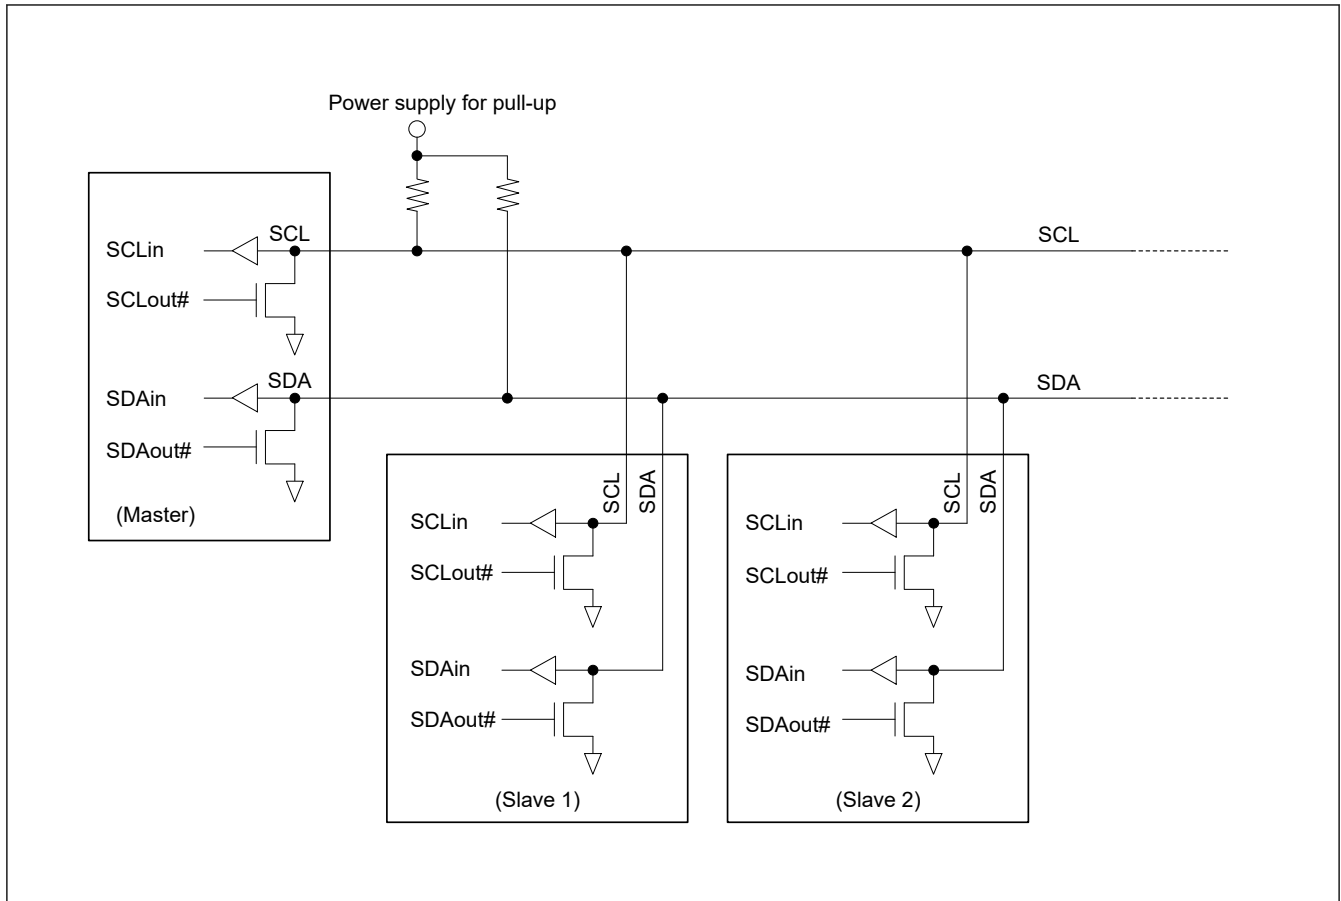 Power supply for pull-up
SCLin
SCL
SCL
SCLout#
SDAin
SDA
SDA
SDAout#
(Master)
SCL
SDA
SCLin
SCLout#
SDAin
SDAout#
(Slave 1)
SCL
SDA
SCLin
SCLout#
SDAin
SDAout#
(Slave 2)